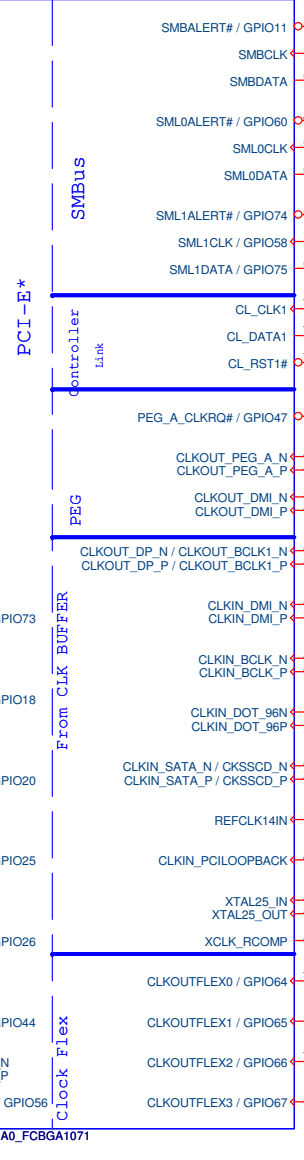 SMBALERT# / GPIO11
SMBCLK
SMBDATA
SML0ALERT# / GPIO60
SML0CLK
SML0DATA
SMBus
SML1ALERT# / GPIO74
SML1CLK / GPIO58
SML1DATA / GPIO75
PCI-E*
Controller
Link
CL_CLK1
CL_DATA1
CL_RST1#
PEG_A_CLKRQ# / GPIO47
CLKOUT_PEG_A_N
CLKOUT_PEG_A_P
PEG
CLKOUT_DMI_N
CLKOUT_DMI_P
CLKOUT_DP_N / CLKOUT_BCLK1_N
CLKOUT_DP_P / CLKOUT_BCLK1_P
From CLK BUFFER
CLKIN_DMI_N
PIO73 CLKIN_DMI_P
CLKIN_BCLK_N
CLKIN_BCLK_P
PIO18
CLKIN_DOT_96N
CLKIN_DOT_96P
CLKIN_SATA_N / CKSSCD_N
PIO20 CLKIN_SATA_P / CKSSCD_P
REFCLK14IN
PIO25 CLKIN_PCILOOPBACK
XTAL25_IN
XTAL25_OUT
PIO26 XCLK_RCOMP
Clock Flex
CLKOUTFLEX0 / GPIO64
PIO44 CLKOUTFLEX1 / GPIO65
N CLKOUTFLEX2 / GPIO66
P
/ GPIO56 CLKOUTFLEX3 / GPIO67
A0_FCBGA1071